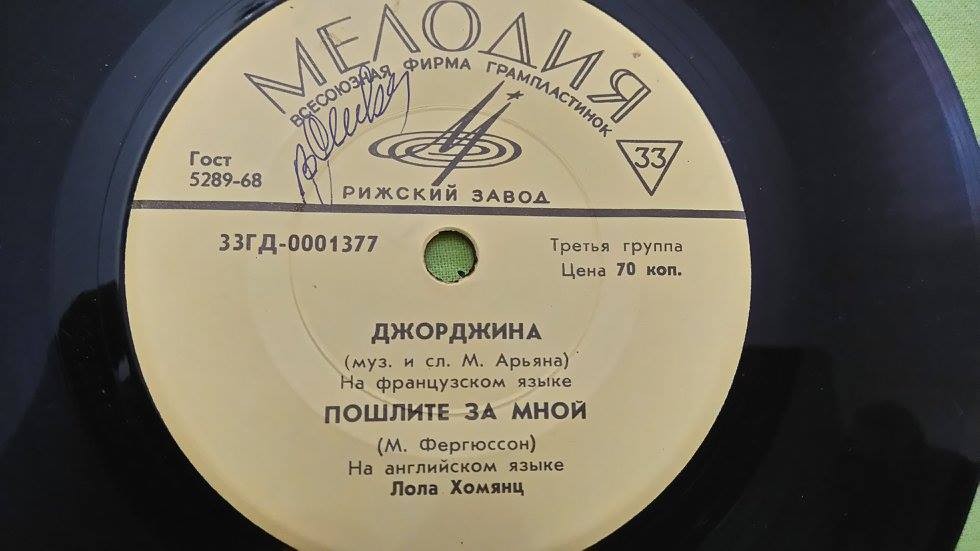 МЕЛОДИЯ
ВСЕСОЮЗНАЯ ФИРМА ГРАМПЛАСТИНОК
33
Гост
5289-68
РИЖСКИЙ ЗАВОД
33ГД-0001377
Третья группа
Цена 70 коп.
ДЖОРДЖИНА
(муз. и сл. М. Арьяна)
На французском языке
ПОШЛИТЕ ЗА МНОЙ
(М. Фергюссон)
На английском языке
Лола Хомянц